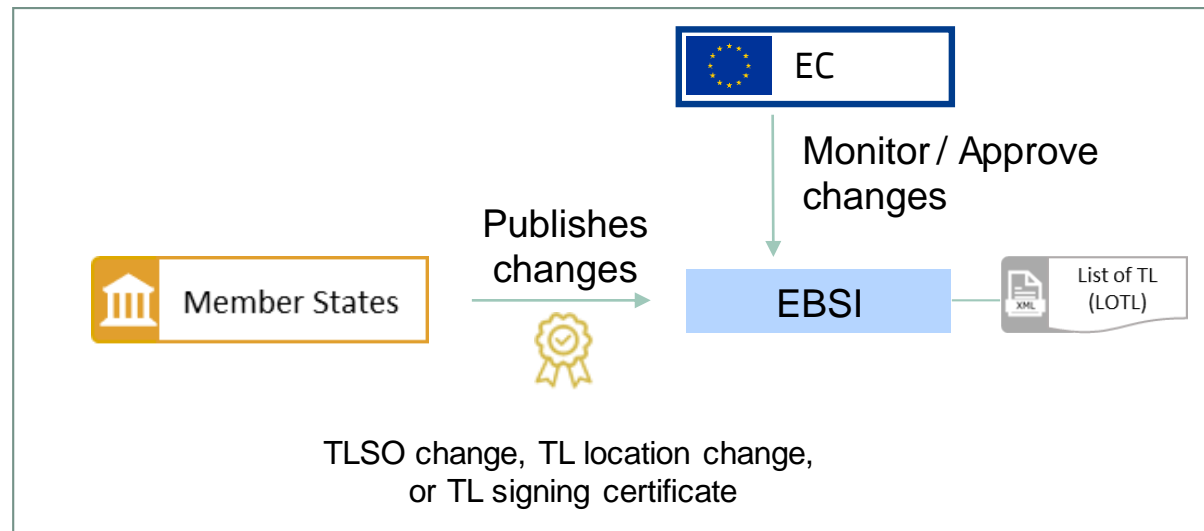 EC
Monitor / Approve
changes
Publishes
changes
Member States
EBSI
List of TL
(LOTL)
XML
TLSO change, TL location change,
or TL signing certificate